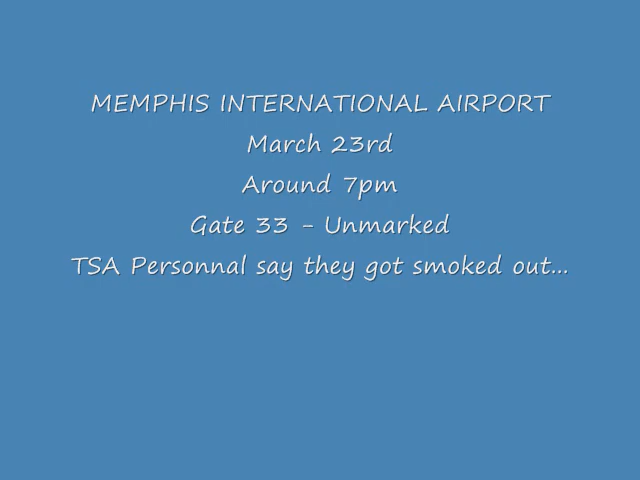 MEMPHIS INTERNATIONAL AIRPORT
March 23rd
Around 7pm
Gate 33 - Unmarked
TSA Personnal say they got smoked out...